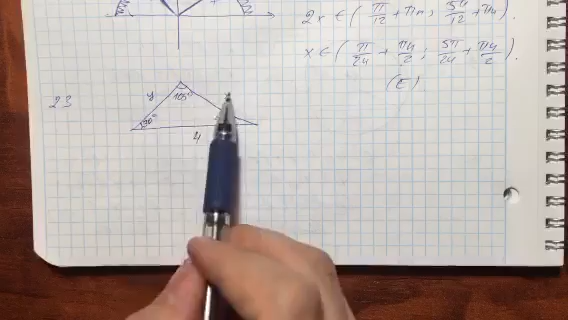 2x ∈ (π/12 + πn ; 5π/12 + πn).
x ∈ (π/24 + πn/2 ; 5π/24 + πn/2).
(E)
23
y
105°
30°
4